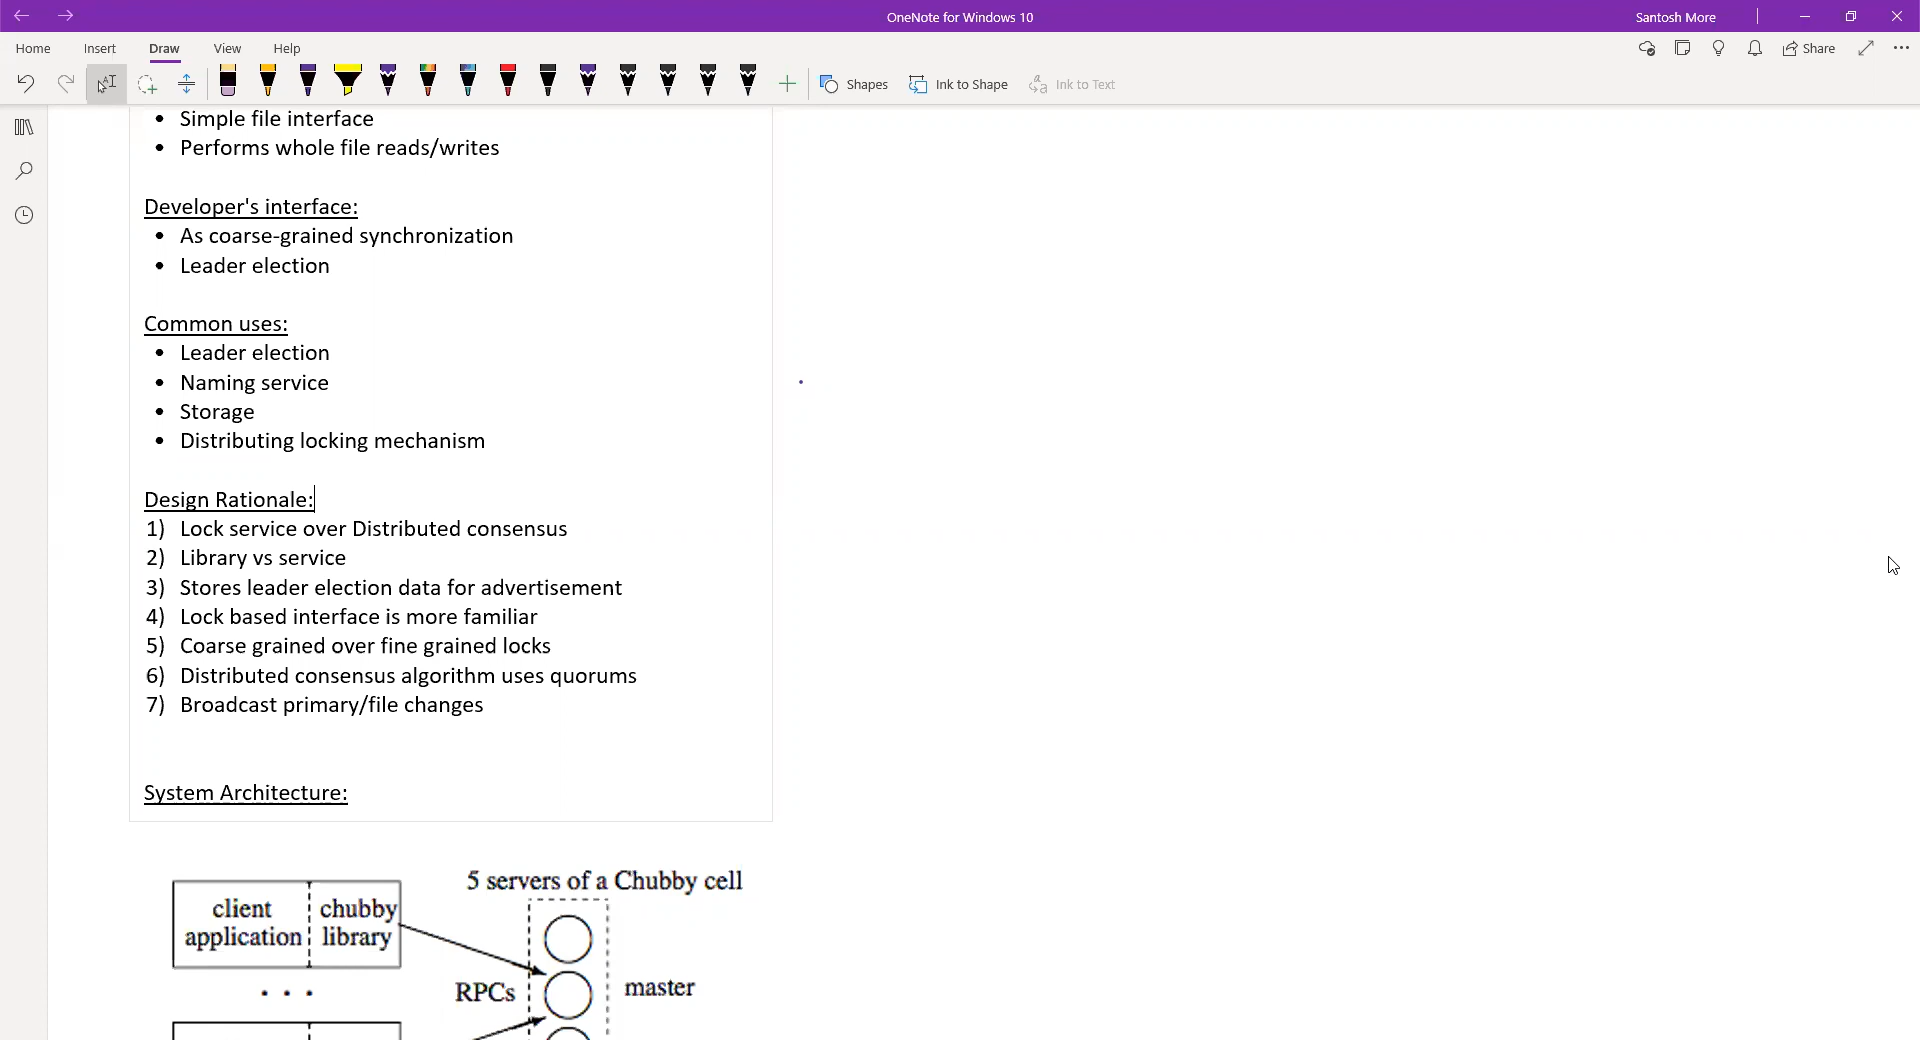 OneNote for Windows 10
Santosh More
Home Insert Draw View Help
Share
Shapes Ink to Shape Ink to Text
• Simple file interface
• Performs whole file reads/writes
Developer's interface:
• As coarse-grained synchronization
• Leader election
Common uses:
• Leader election
• Naming service
• Storage
• Distributing locking mechanism
Design Rationale:
1) Lock service over Distributed consensus
2) Library vs service
3) Stores leader election data for advertisement
4) Lock based interface is more familiar
5) Coarse grained over fine grained locks
6) Distributed consensus algorithm uses quorums
7) Broadcast primary/file changes
System Architecture:
5 servers of a Chubby cell
client application
chubby library
. . .
RPCs
master